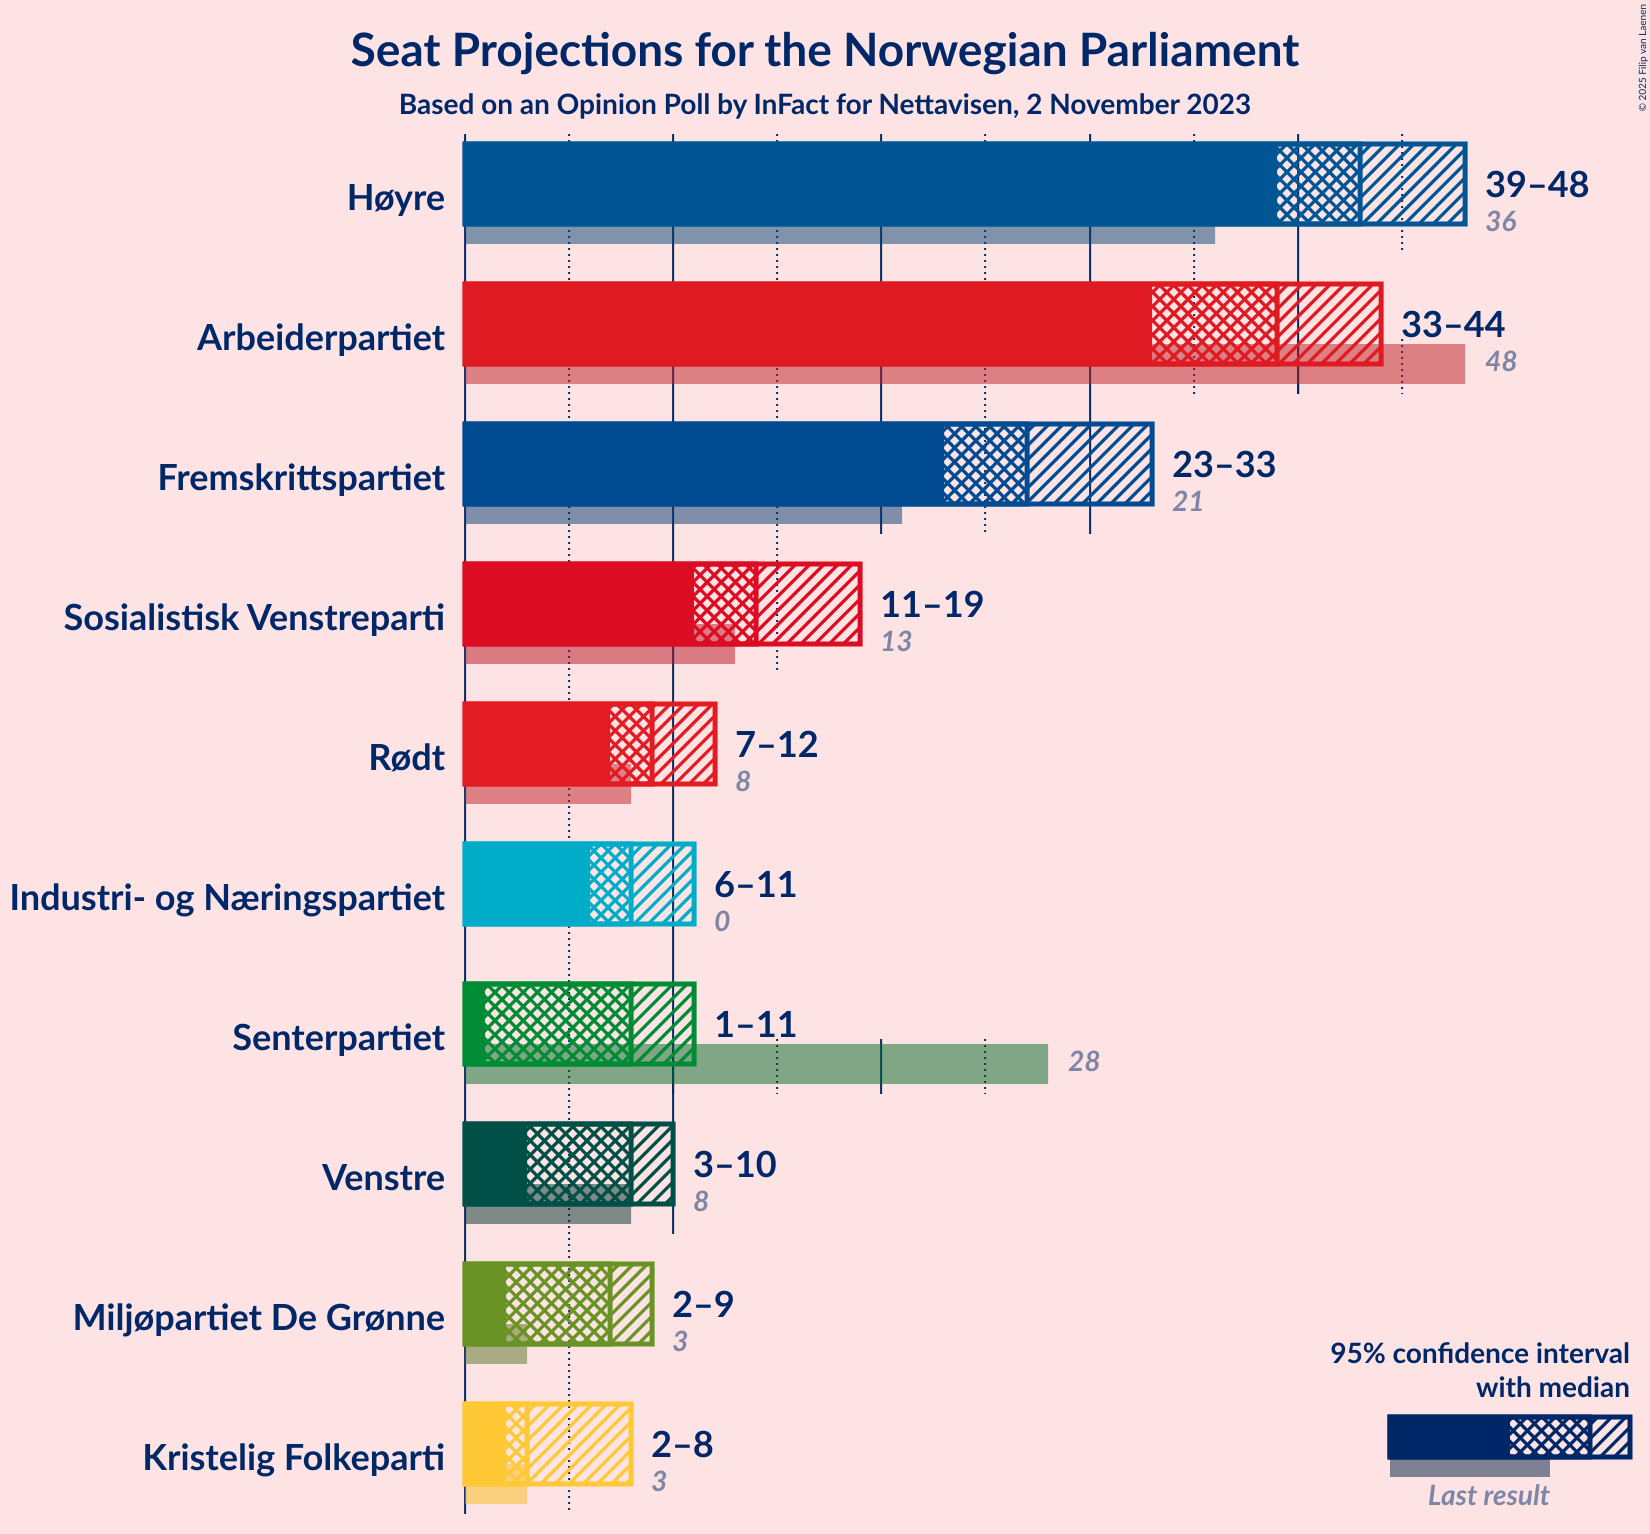 Seat Projections for the Norwegian Parliament
Based on an Opinion Poll by InFact for Nettavisen, 2 November 2023
© 2025 Filip van Laenen
Høyre
39–48
36
Arbeiderpartiet
33–44
48
Fremskrittspartiet
23–33
21
Sosialistisk Venstreparti
11–19
13
Rødt
7–12
8
Industri- og Næringspartiet
6–11
0
Senterpartiet
1–11
28
Venstre
3–10
8
Miljøpartiet De Grønne
2–9
3
Kristelig Folkeparti
2–8
3
95% confidence interval
with median
Last result